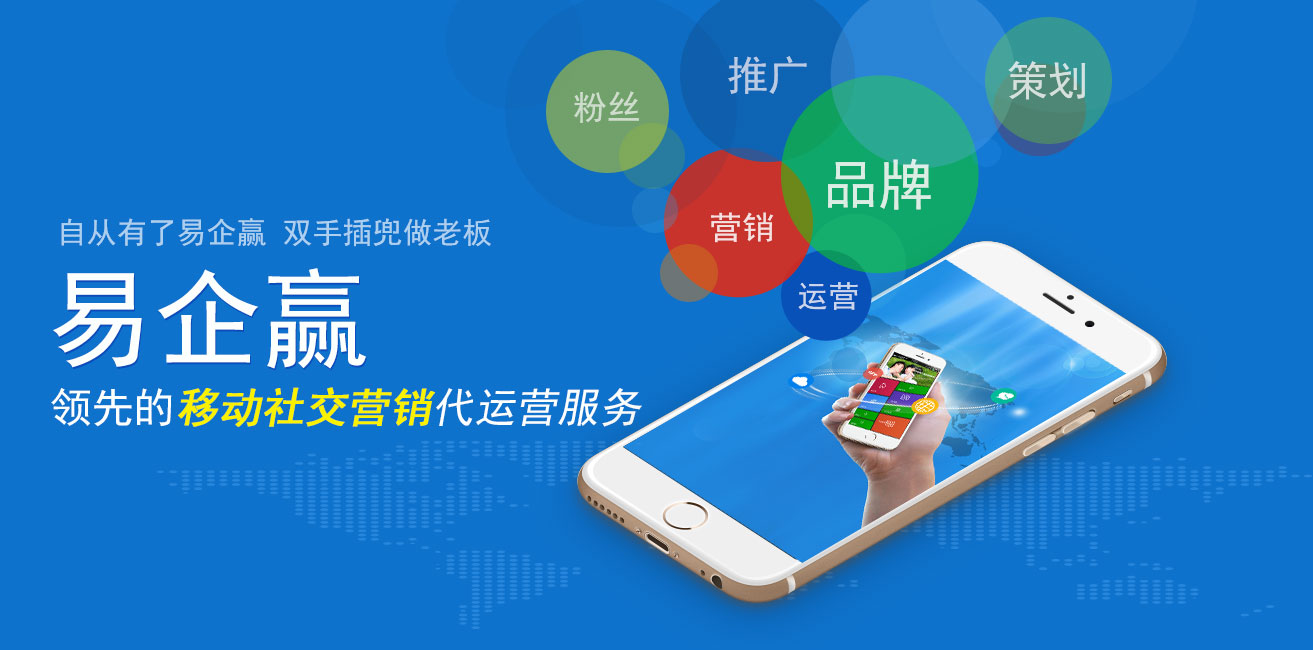 推广
策划
粉丝
品牌
营销
运营
自从有了易企赢 双手插兜做老板
易企赢
领先的移动社交营销代运营服务